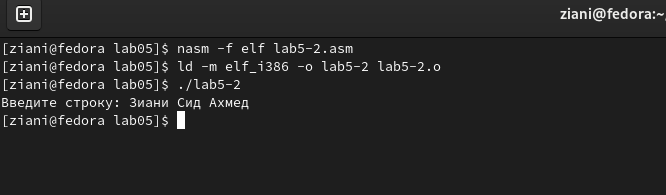 ziani@fedora:~,
[ziani@fedora lab05]$ nasm -f elf lab5-2.asm
[ziani@fedora lab05]$ ld -m elf_i386 -o lab5-2 lab5-2.o
[ziani@fedora lab05]$ ./lab5-2
Введите строку: Зиани Сид Ахмед
[ziani@fedora lab05]$